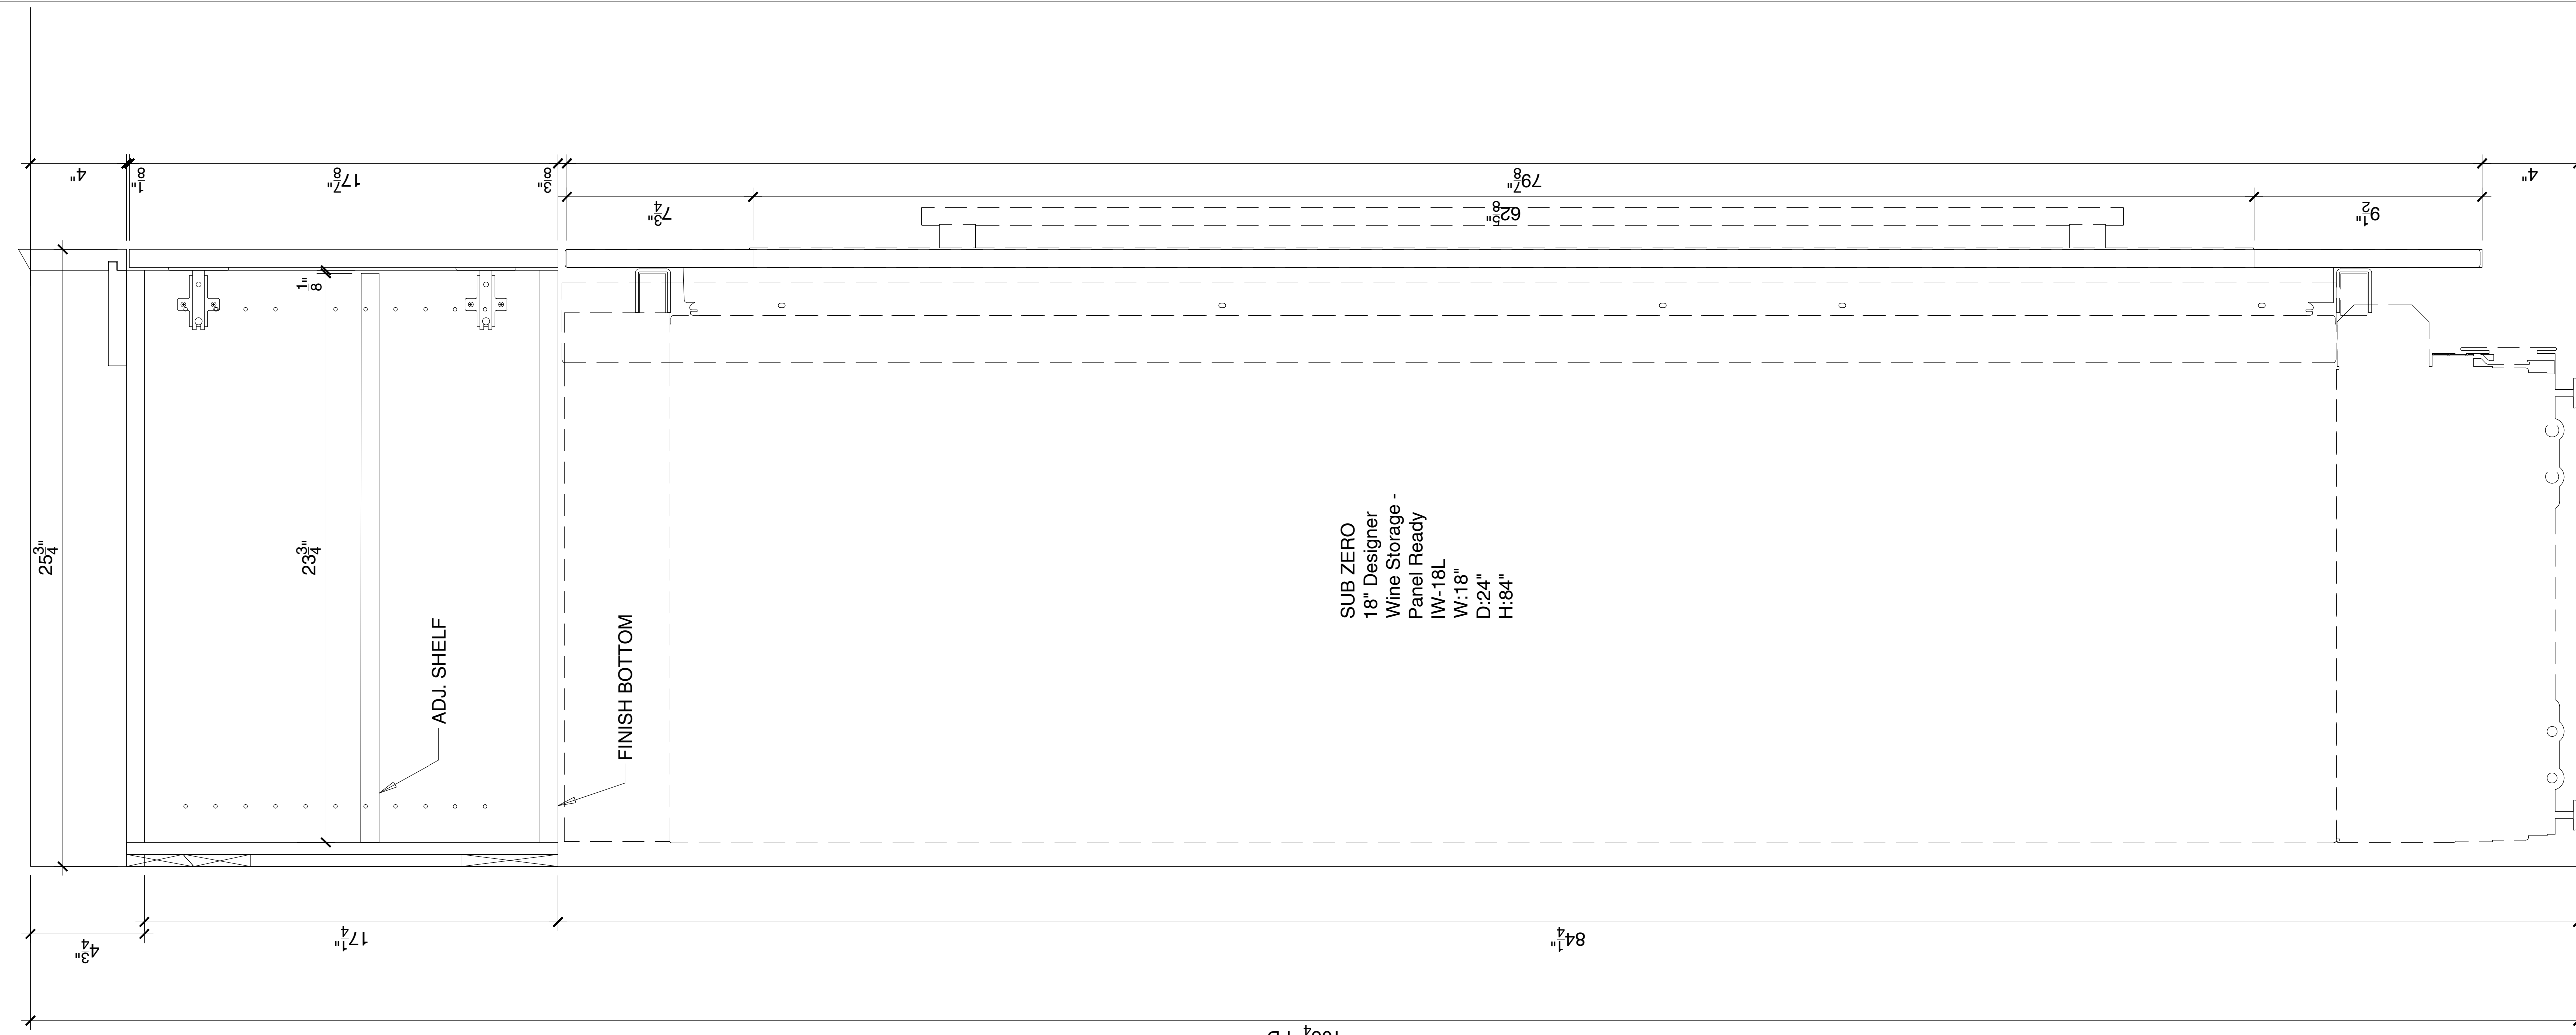 4"
1/8"
17 7/8"
3/8"
79 7/8"
4"
7 3/4"
62 5/8"
9 1/2"
25 3/4"
1/8"
23 3/4"
ADJ. SHELF
FINISH BOTTOM
SUB ZERO
18" Designer
Wine Storage -
Panel Ready
IW-18L
W:18"
D:24"
H:84"
4 3/4"
17 1/4"
84 1/4"